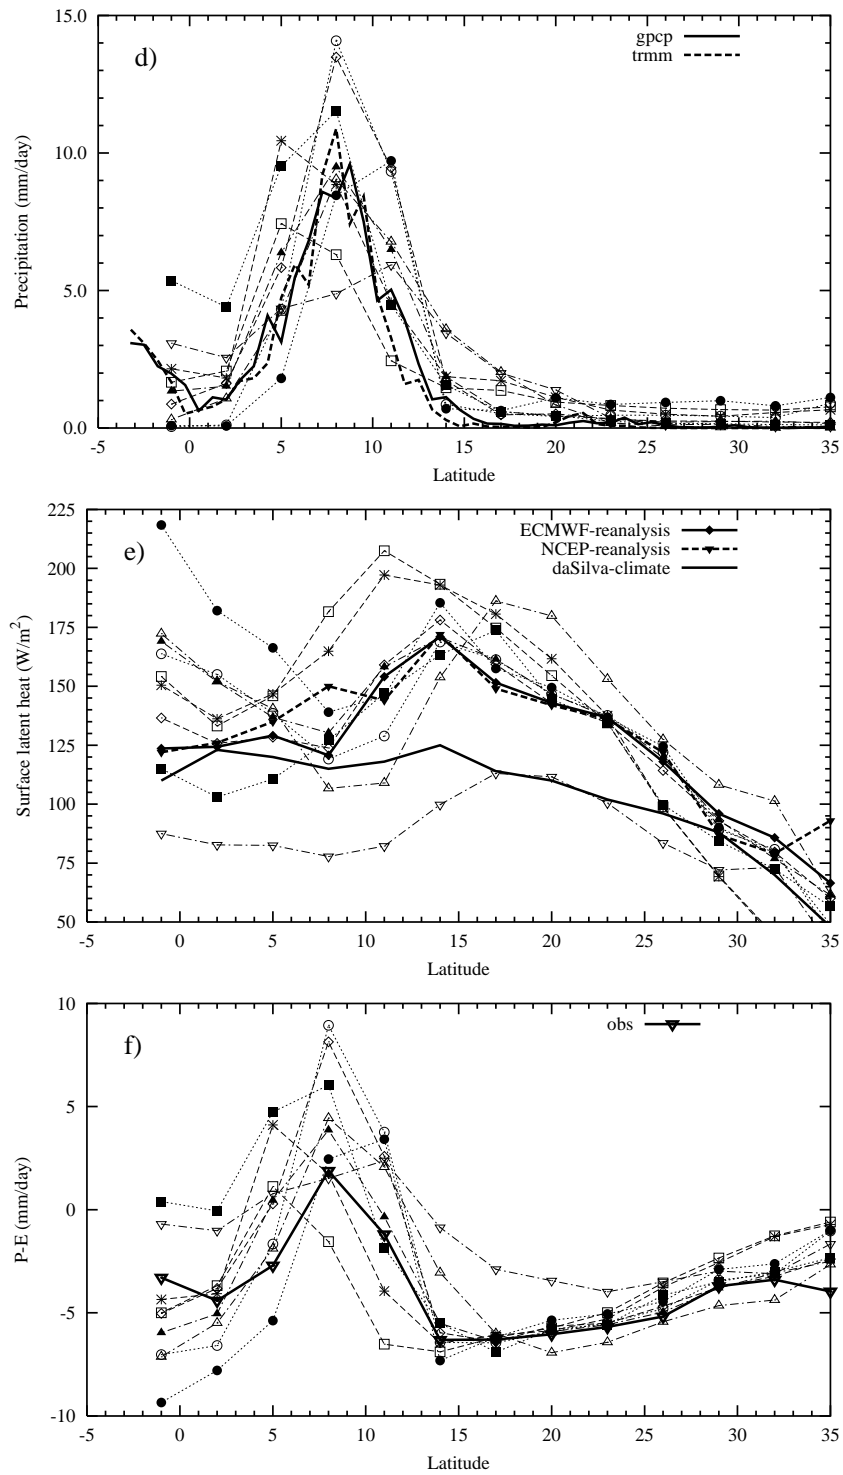 15.0
gpcp
d)
trmm
10.0
Precipitation (mm/day)
5.0
0.0
-5 0 5 10 15 20 25 30 35
Latitude
225
ECMWF-reanalysis
e)
NCEP-reanalysis
200
daSilva-climate
175
Surface latent heat (W/m2)
150
125
100
75
50
-5 0 5 10 15 20 25 30 35
Latitude
10
obs
f)
5
0
P-E (mm/day)
-5
-10
-5 0 5 10 15 20 25 30 35
Latitude